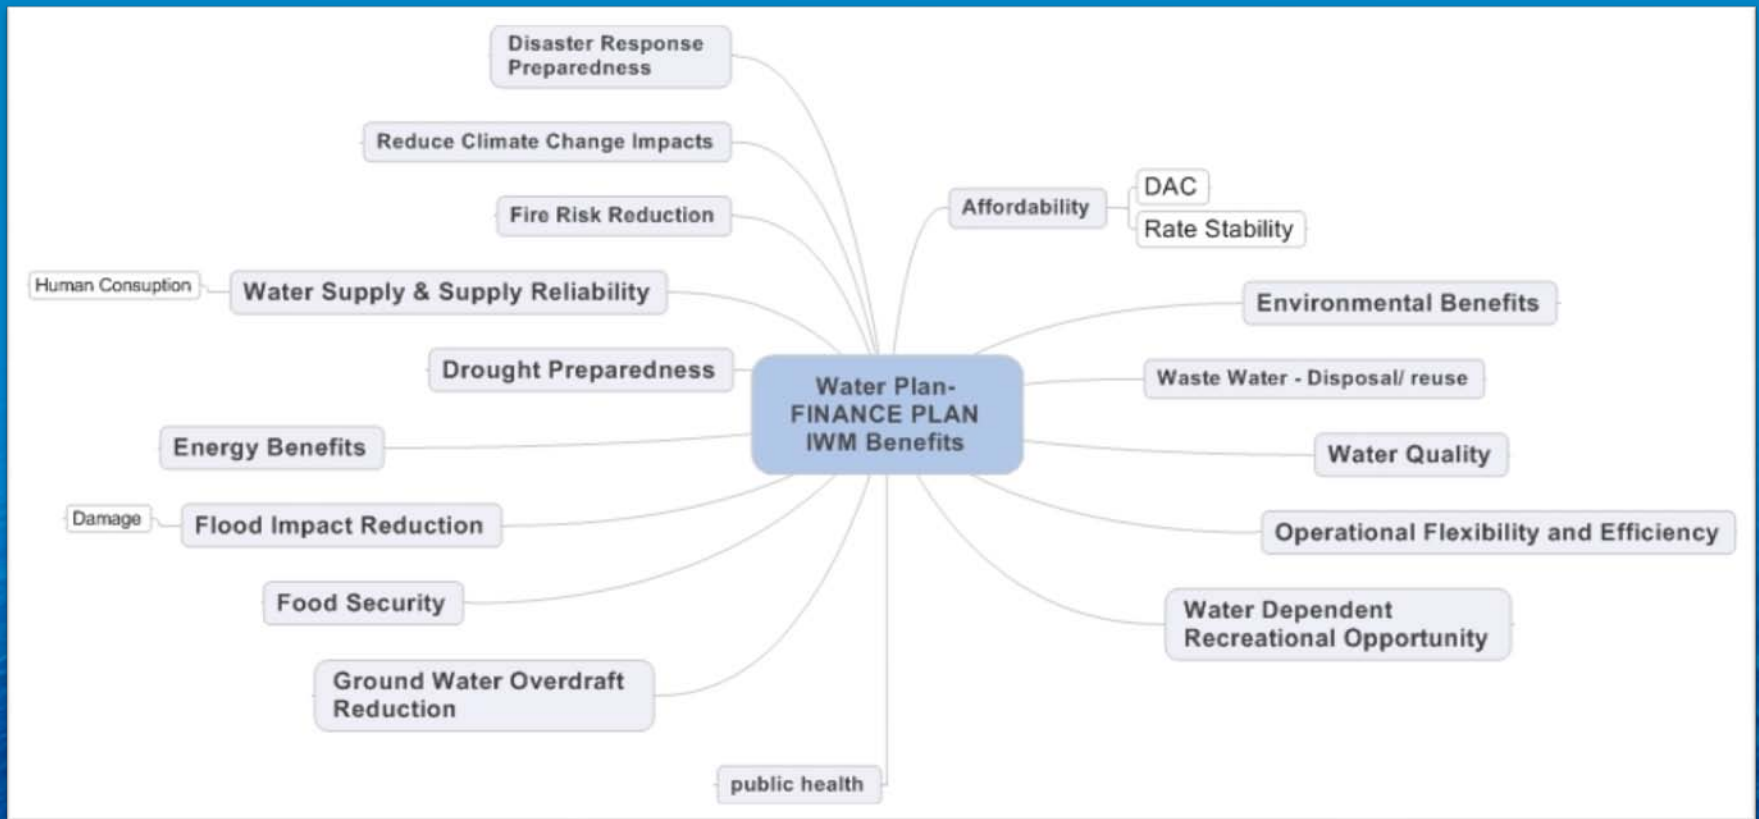 Disaster Response
Preparedness
Reduce Climate Change Impacts
Fire Risk Reduction
Human Consuption
Water Supply & Supply Reliability
Drought Preparedness
Energy Benefits
Damage
Flood Impact Reduction
Food Security
Ground Water Overdraft
Reduction
public health
Water Plan-
FINANCE PLAN
IWM Benefits
Affordability
DAC
Rate Stability
Environmental Benefits
Waste Water - Disposal/ reuse
Water Quality
Operational Flexibility and Efficiency
Water Dependent
Recreational Opportunity